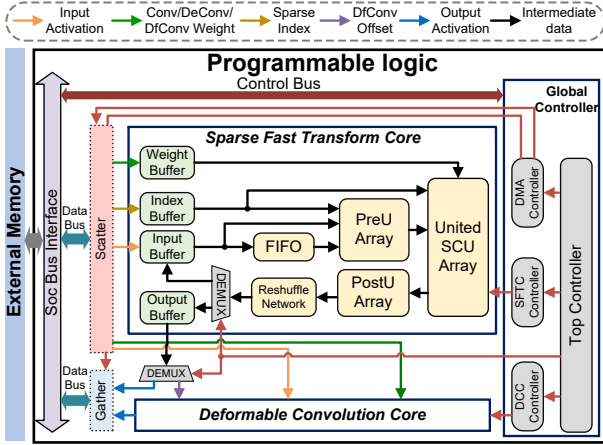 Input
Activation
Conv/DeConv/
DfConv Weight
Sparse
Index
DfConv
Offset
Output
Activation
Intermediate
data
Programmable logic
Control Bus
Global
Controller
External Memory
Soc Bus Interface
Data
Bus
Scatter
Sparse Fast Transform Core
Weight
Buffer
Index
Buffer
Input
Buffer
FIFO
PreU
Array
United
SCU
Array
DEMUX
Output
Buffer
Reshuffle
Network
PostU
Array
DMA
Controller
SFTC
Controller
Top Controller
DEMUX
Data
Bus
Gather
Deformable Convolution Core
DCC
Controller